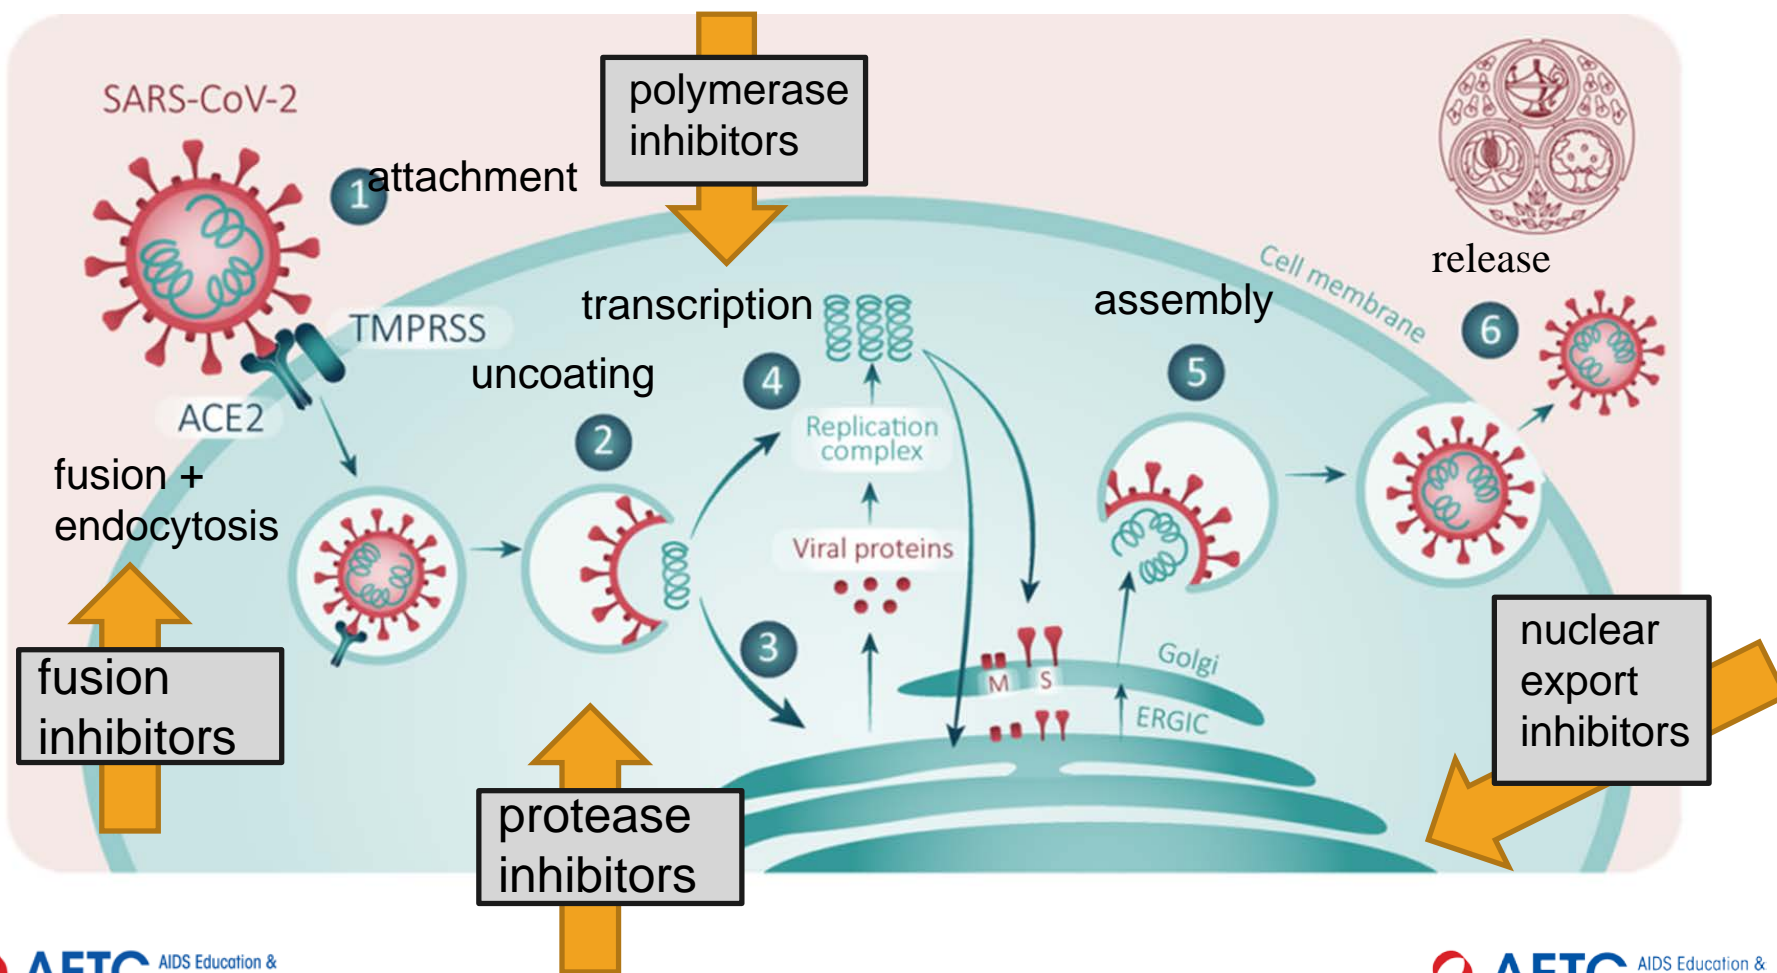 polymerase
inhibitors
SARS-CoV-2
1
attachment
TMPRSS
ACE2
transcription
uncoating
4
2
Replication
complex
Viral proteins
3
fusion +
endocytosis
fusion
inhibitors
protease
inhibitors
assembly
5
Cell membrane
release
6
M
S
Golgi
ERGIC
nuclear
export
inhibitors
AETC
AIDS Education &
AETC
AIDS Education &